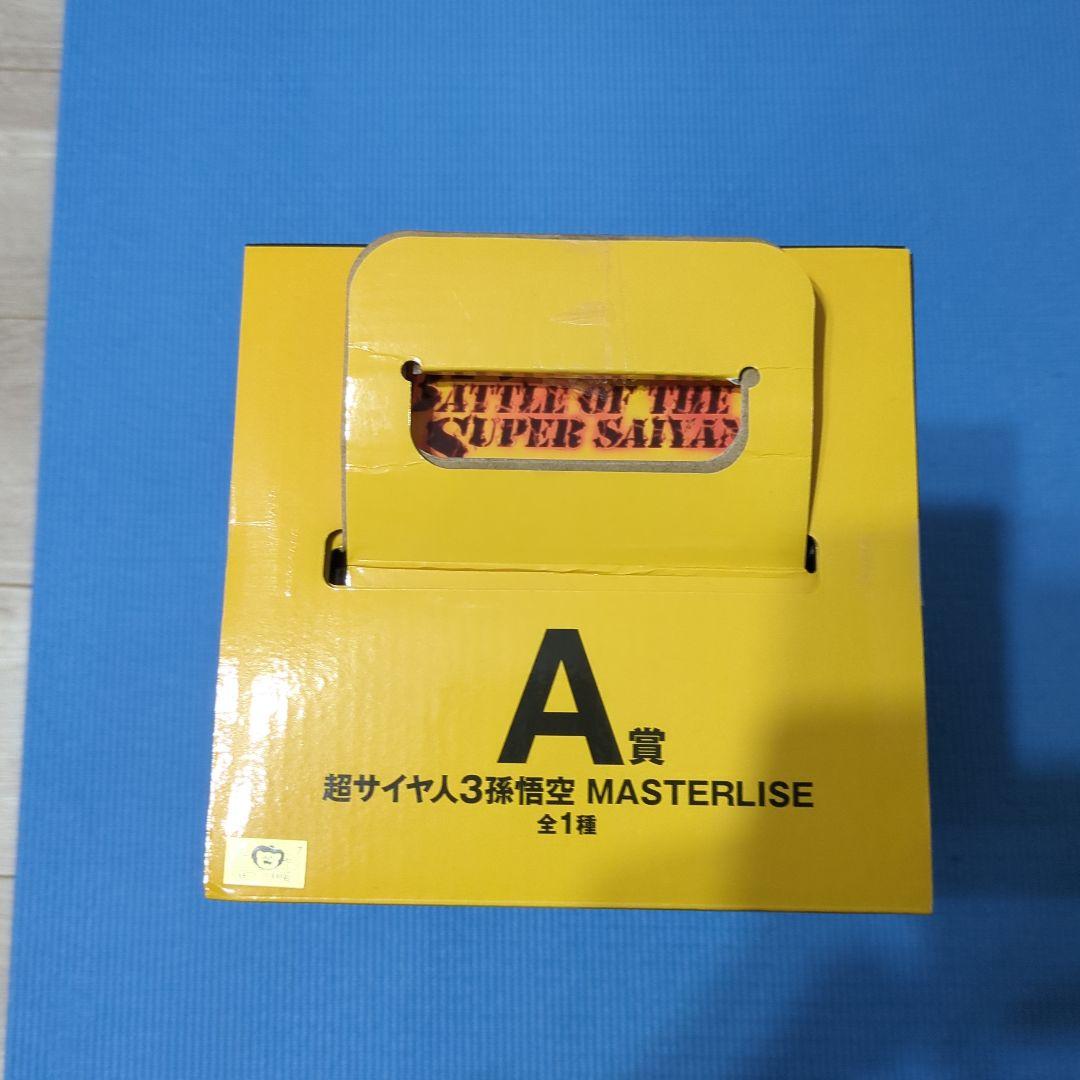 BATTLE OF THE
SUPER SAIYAN
A賞
超サイヤ人3孫悟空 MASTERLISE
全1種